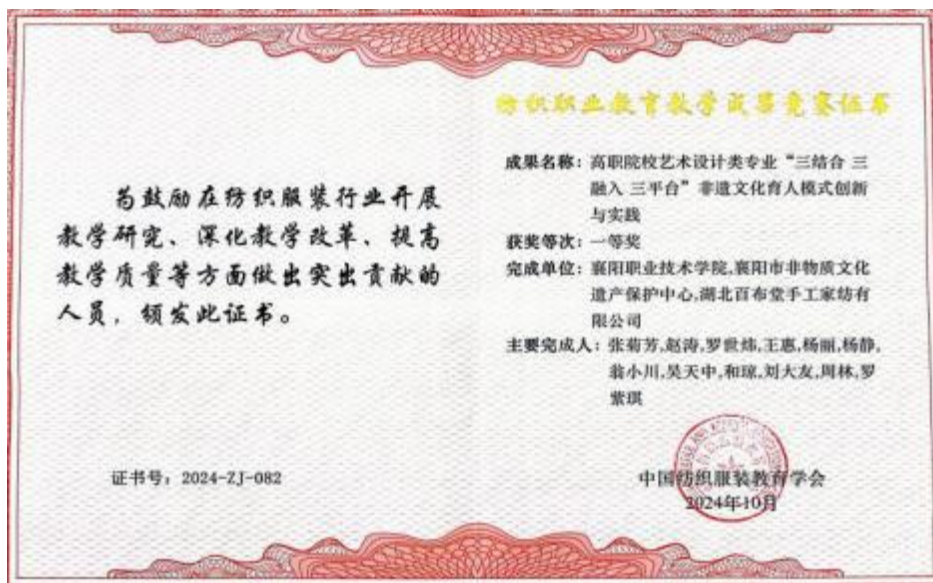 为鼓励在纺织服装行业开展
教学研究、深化教学改革、提高
教学质量等方面做出突出贡献的
人员，颁发此证书。
证书号：2024-ZJ-082
纺织职业教育教学成果竞赛证书
成果名称：高职院校艺术设计类专业“三结合 三
融入 三平台”非遗文化育人模式创新
与实践
获奖等次：一等奖
完成单位：襄阳职业技术学院,襄阳市非物质文化
遗产保护中心,湖北百布堂手工家纺有
限公司
主要完成人：张菊芳,赵涛,罗世炜,王惠,杨丽,杨静,
翁小川,吴天中,和琼,刘大友,周林,罗
紫琪
中国纺织服装教育学会
2024年10月